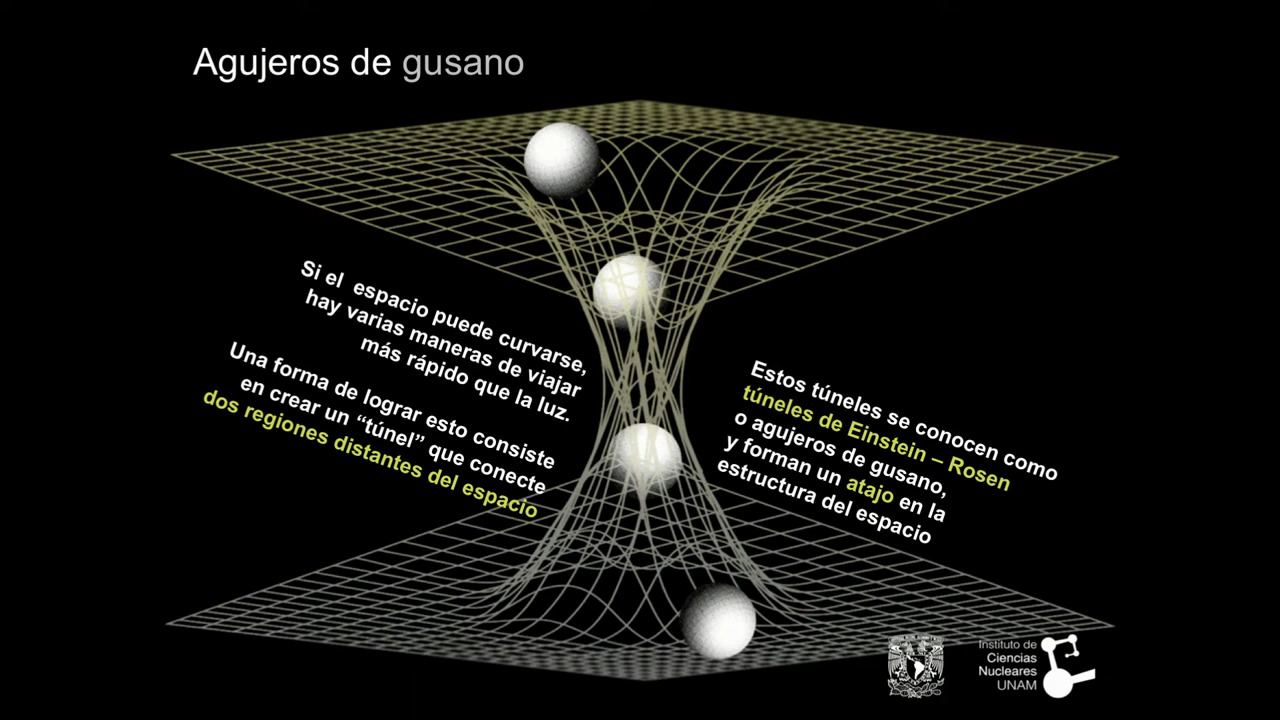 Agujeros de gusano
Si el espacio puede curvarse,
hay varias maneras de viajar
más rápido que la luz.
Una forma de lograr esto consiste
en crear un “túnel” que conecte
dos regiones distantes del espacio
Estos túneles se conocen como
túneles de Einstein – Rosen
o agujeros de gusano,
y forman un atajo en la
estructura del espacio
Instituto de
Ciencias
Nucleares
UNAM